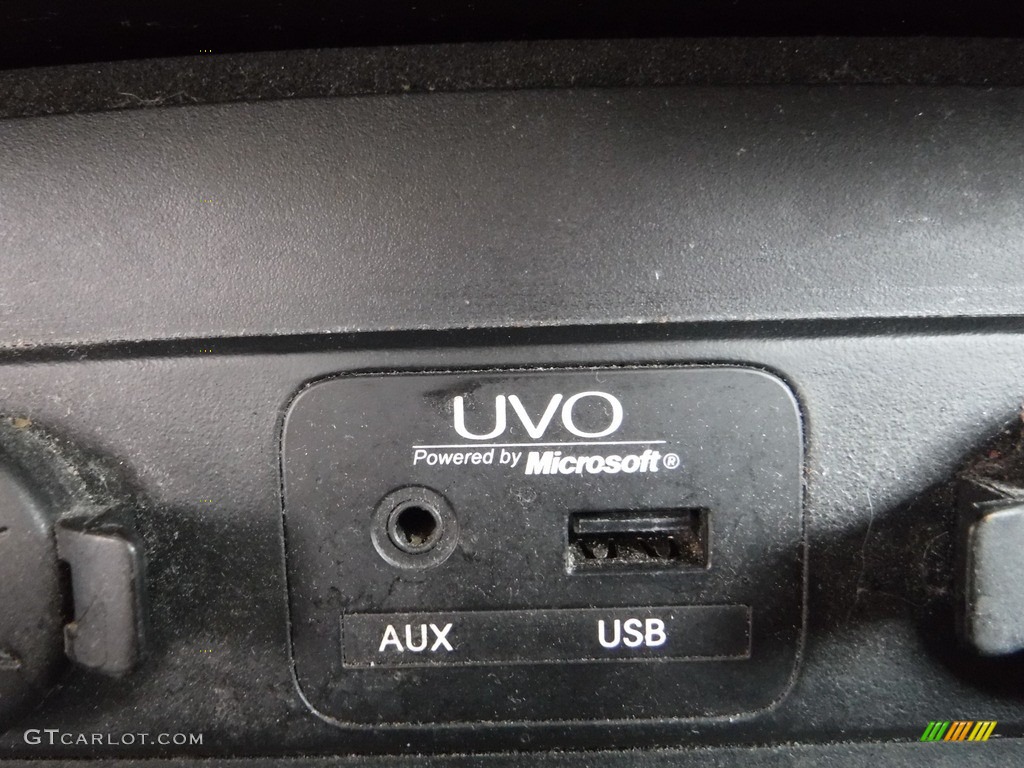 UVO
Powered by Microsoft®
AUX USB
GTCARLOT.COM